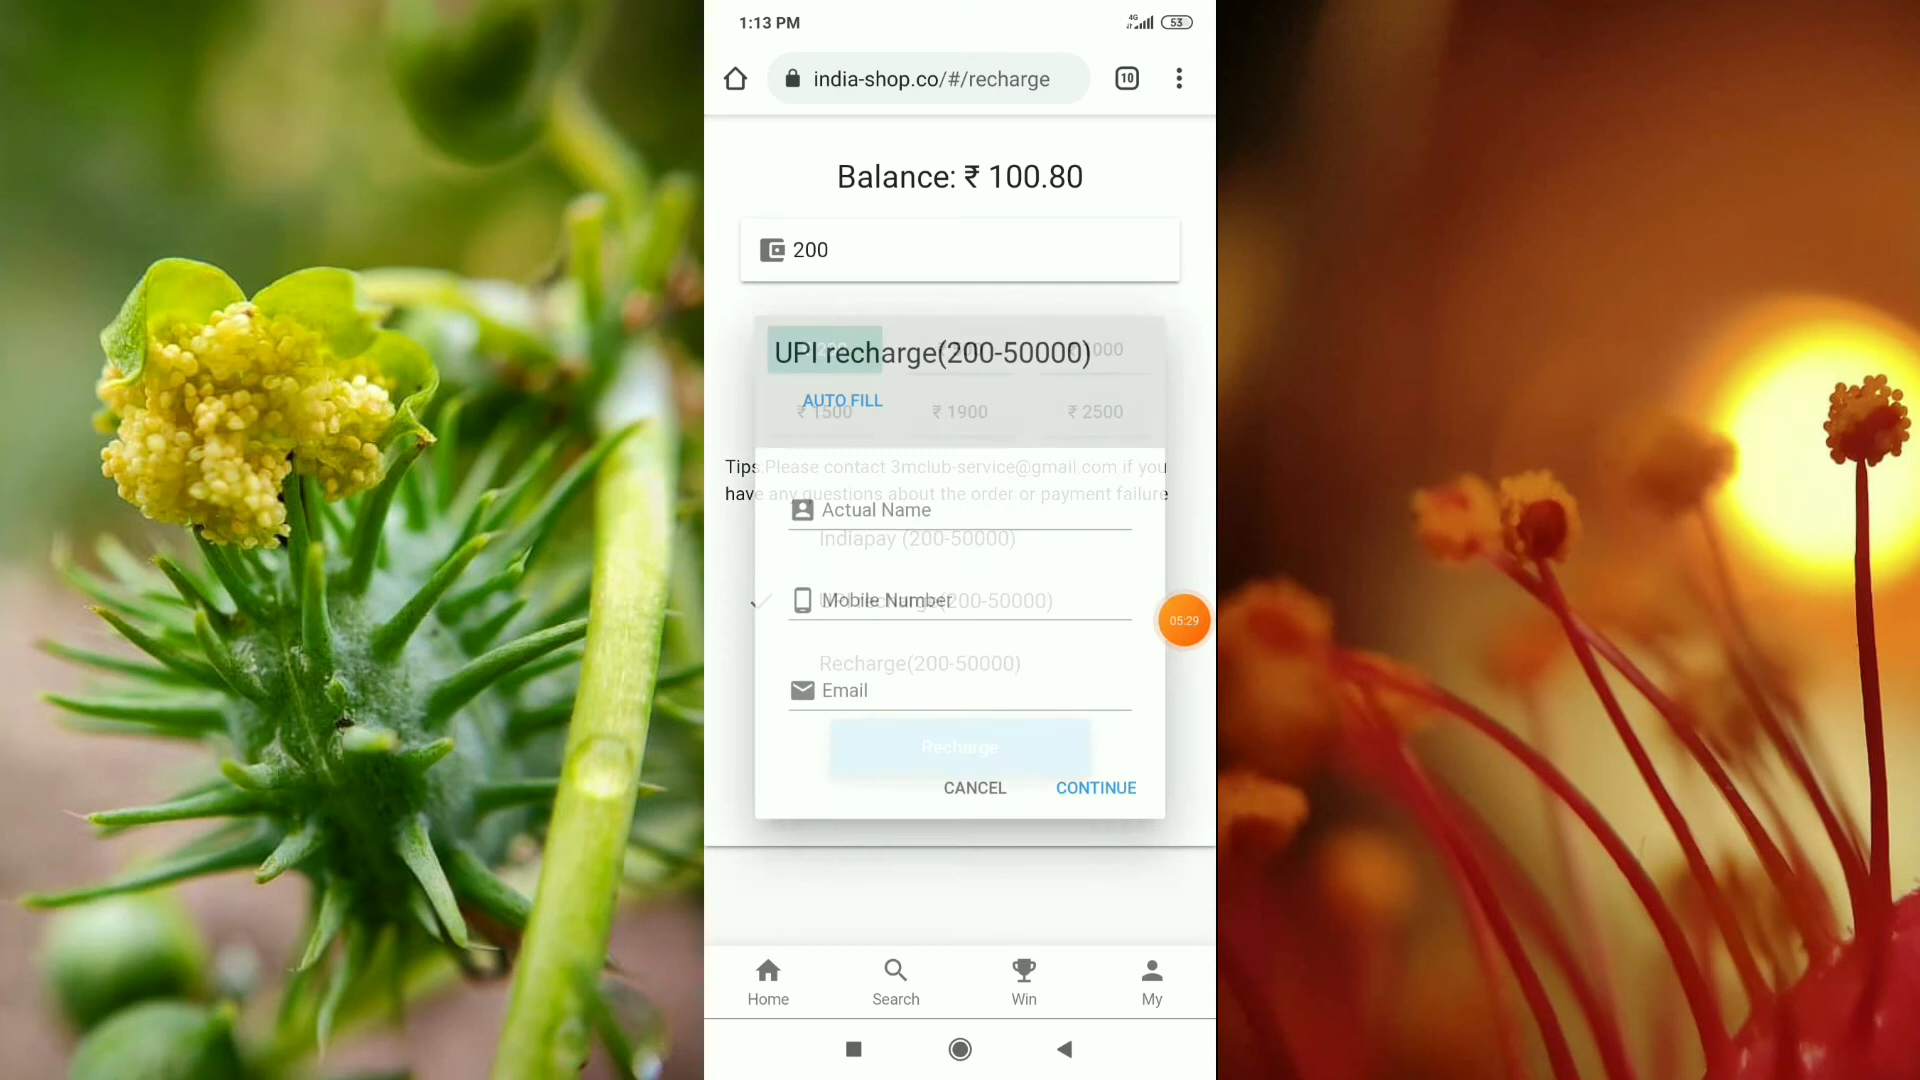 1:13 PM
4G
53
india-shop.co/#/recharge
10
Balance: ₹ 100.80
200
UPI recharge(200-50000)
AUTO FILL
₹ 1500
₹ 1900
₹ 2500
Tips:Please contact 3mclub-service@gmail.com if you
have any questions about the order or payment failure
Actual Name
Indiapay (200-50000)
Mobile Number
Recharge(200-50000)
Email
Recharge
CANCEL
CONTINUE
05:29
Home
Search
Win
My